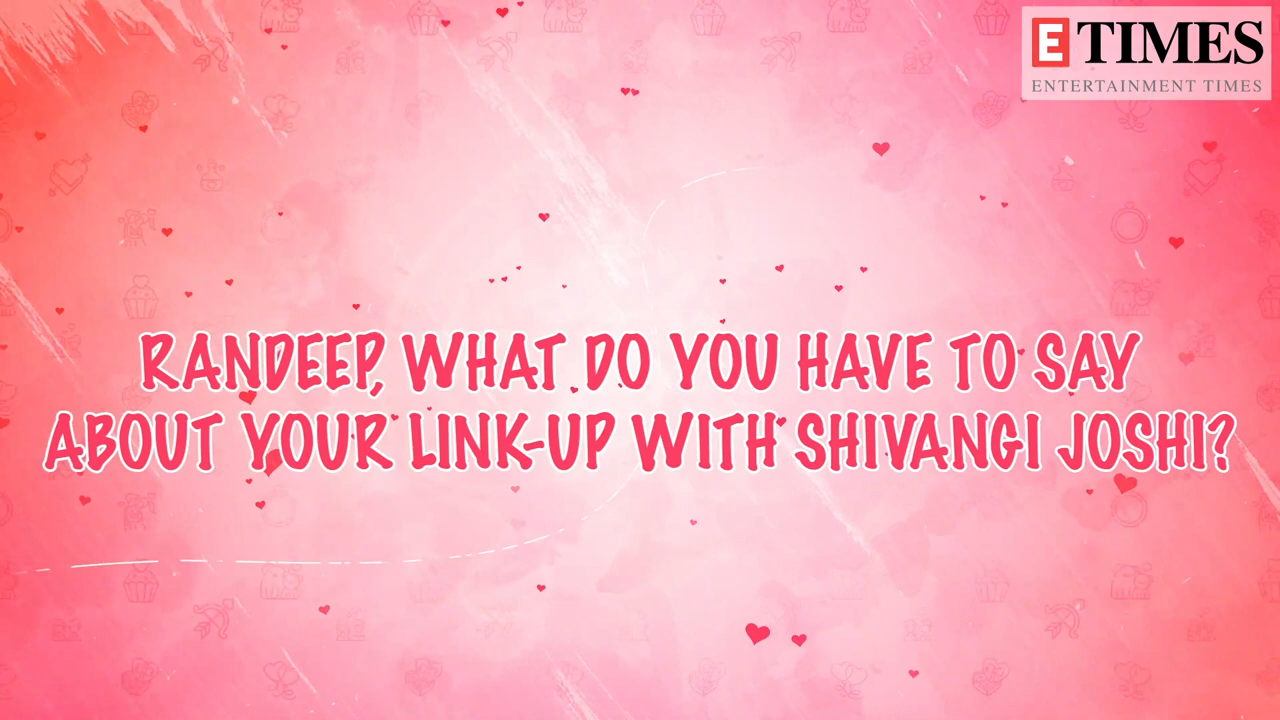 E TIMES
ENTERTAINMENT TIMES
RANDEEP, WHAT DO YOU HAVE TO SAY
ABOUT YOUR LINK-UP WITH SHIVANGI JOSHI?